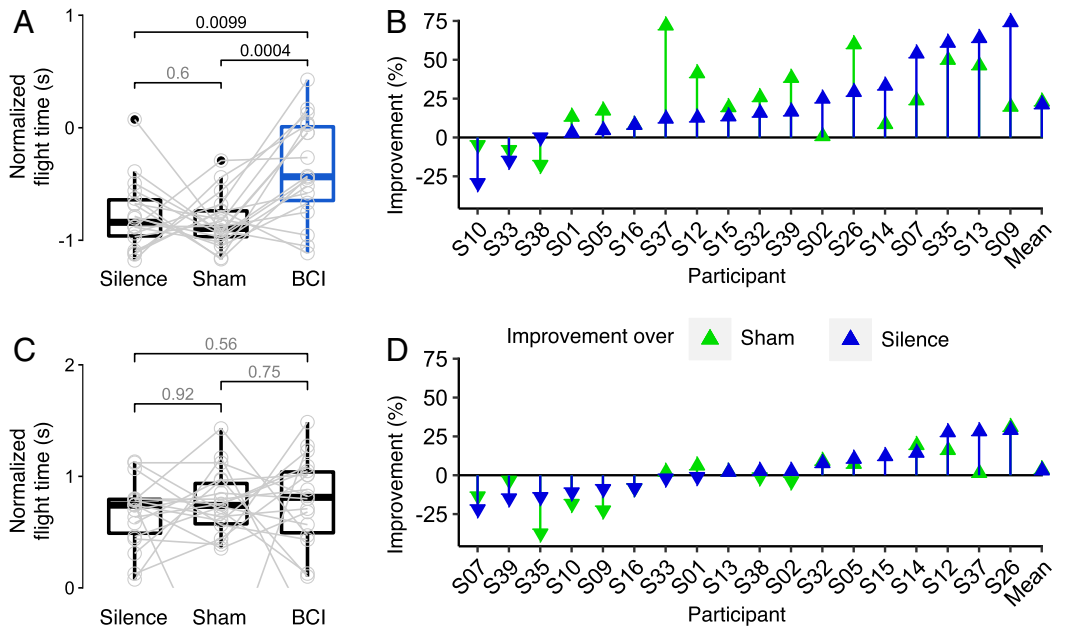 A
Normalized
flight time (s)
1
0
-1
0.0099
0.0004
0.6
Silence
Sham
BCI
B
Improvement (%)
75
50
25
0
-25
S10
S33
S38
S01
S05
S16
S37
S12
S15
S32
S39
S02
S26
S14
S07
S35
S13
S09
Mean
Participant
Improvement over
Sham
Silence
C
Normalized
flight time (s)
2
1
0
0.56
0.75
0.92
Silence
Sham
BCI
D
Improvement (%)
75
50
25
0
-25
S07
S39
S35
S10
S09
S16
S33
S01
S13
S38
S02
S32
S05
S15
S14
S12
S37
S26
Mean
Participant